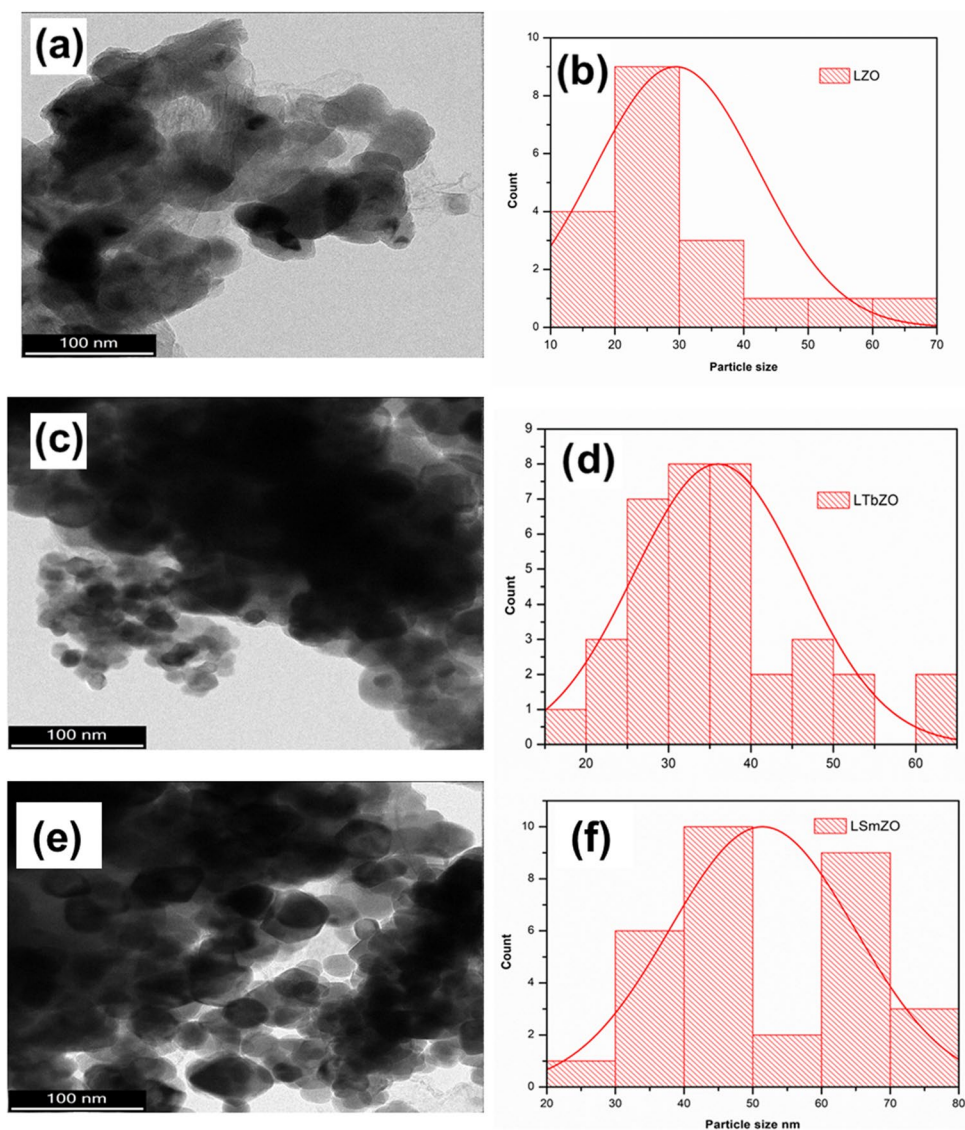 (a)
100 nm
(b)
LZO
Count
10
8
6
4
2
0
10 20 30 40 50 60 70
Particle size
(c)
100 nm
(d)
LTbZO
Count
9
8
7
6
5
4
3
2
1
0
20 30 40 50 60
(e)
100 nm
(f)
LSmZO
Count
10
8
6
4
2
0
20 30 40 50 60 70 80
Particle size nm